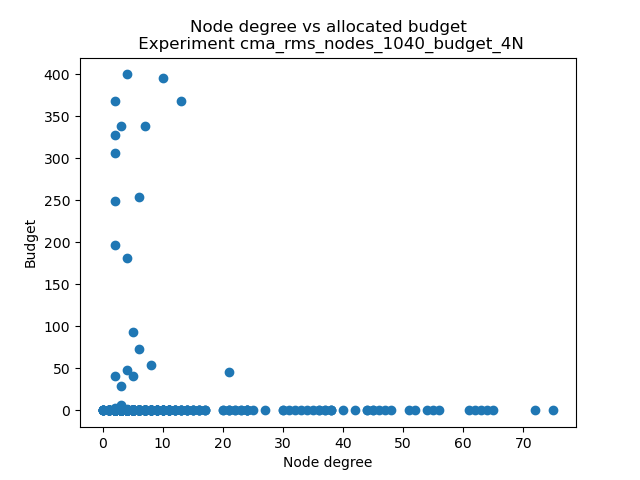 Node degree vs allocated budget
Experiment cma_rms_nodes_1040_budget_4N
400
350
300
250
200
150
100
50
0
Budget
0 10 20 30 40 50 60 70
Node degree